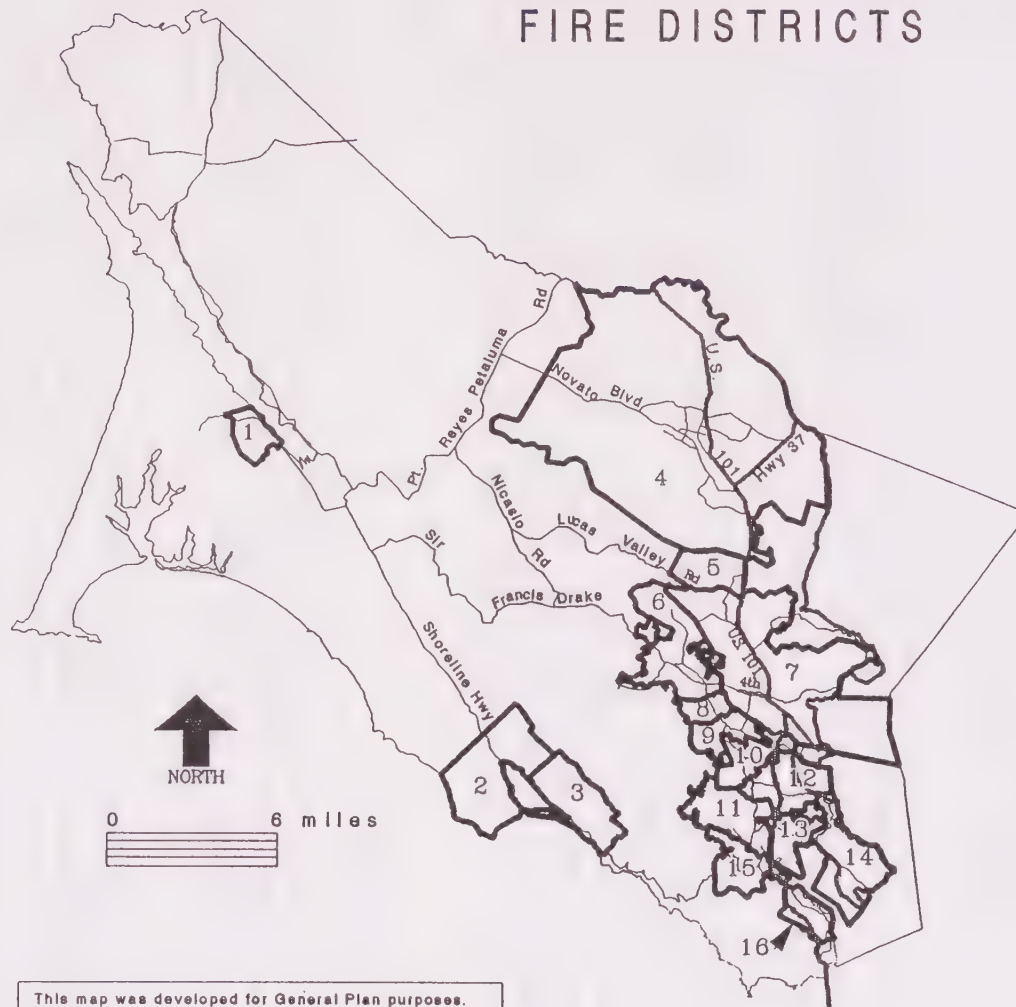 FIRE DISTRICTS
Pt. Reyes Petaluma Rd
U.S. 101
Novato Blvd
Hwy 37
1
4
Nicasio Rd
Lucas Valley Rd
5
Sir Francis Drake
6
US 101
7
4th
Shoreline Hwy
8
9
10
12
2
3
11
13
14
15
16
NORTH
0 6 miles
This map was developed for General Plan purposes.